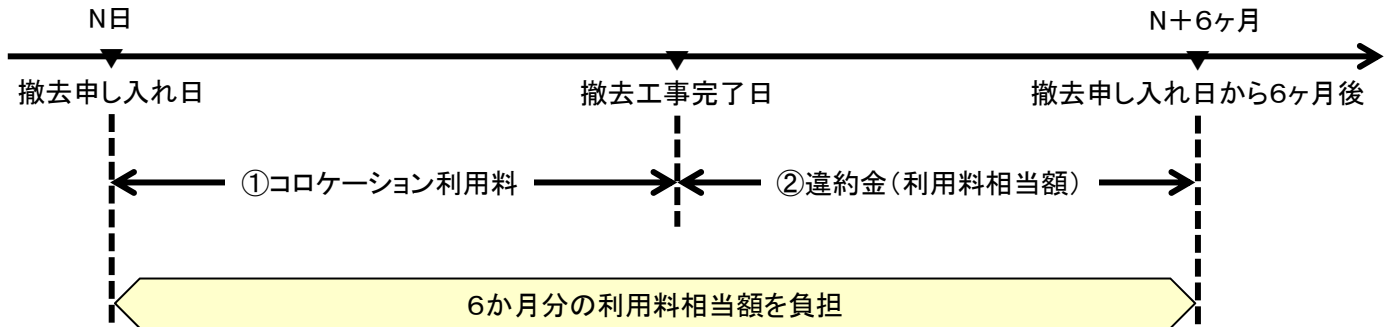 N日
N+6ヶ月
撤去申し入れ日
撤去工事完了日
撤去申し入れ日から6ヶ月後
①コロケーション利用料
②違約金(利用料相当額)
6か月分の利用料相当額を負担